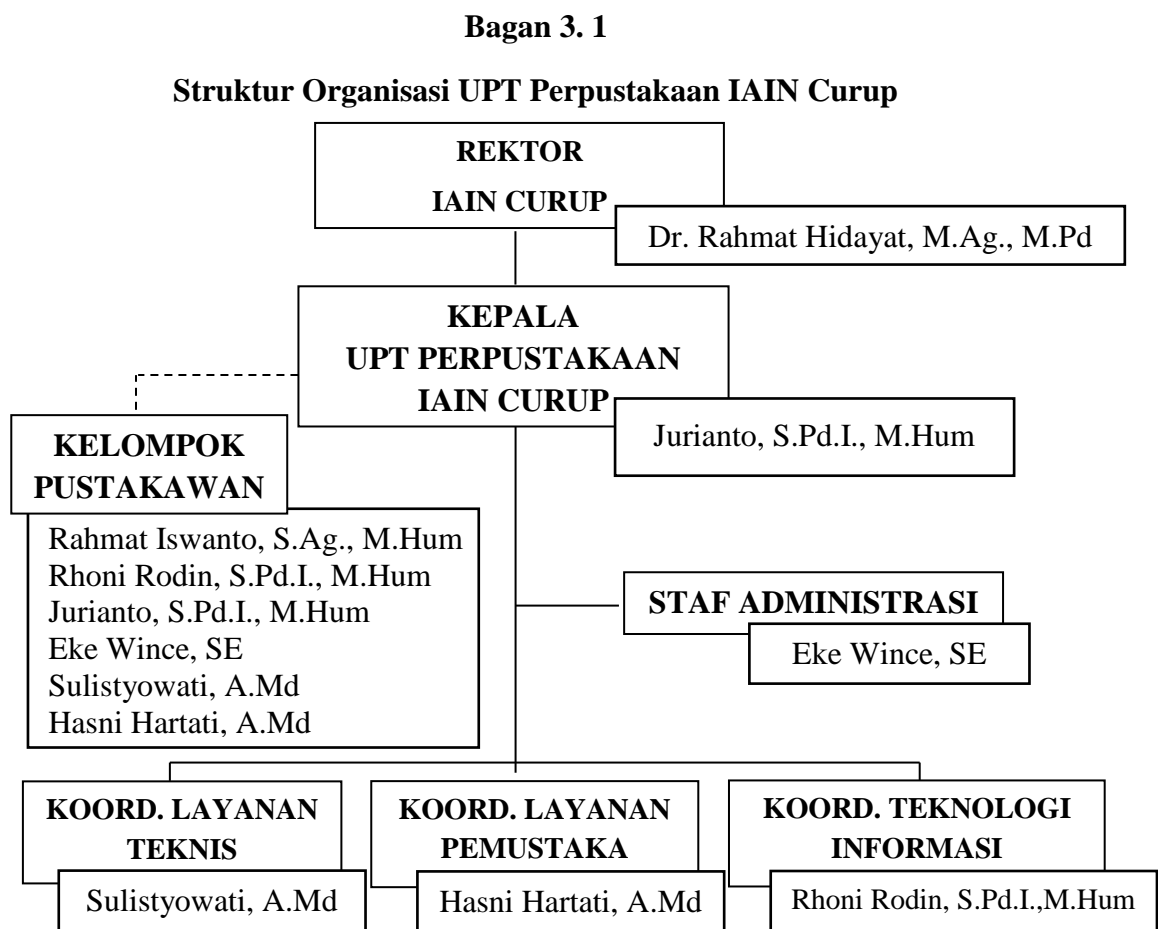 Bagan 3. 1
Struktur Organisasi UPT Perpustakaan IAIN Curup
REKTOR
IAIN CURUP
Dr. Rahmat Hidayat, M.Ag., M.Pd
KEPALA
UPT PERPUSTAKAAN
IAIN CURUP
Jurianto, S.Pd.I., M.Hum
KELOMPOK
PUSTAKAWAN
Rahmat Iswanto, S.Ag., M.Hum
Rhoni Rodin, S.Pd.I., M.Hum
Jurianto, S.Pd.I., M.Hum
Eke Wince, SE
Sulistyowati, A.Md
Hasni Hartati, A.Md
STAF ADMINISTRASI
Eke Wince, SE
KOORD. LAYANAN
TEKNIS
Sulistyowati, A.Md
KOORD. LAYANAN
PEMUSTAKA
Hasni Hartati, A.Md
KOORD. TEKNOLOGI
INFORMASI
Rhoni Rodin, S.Pd.I.,M.Hum